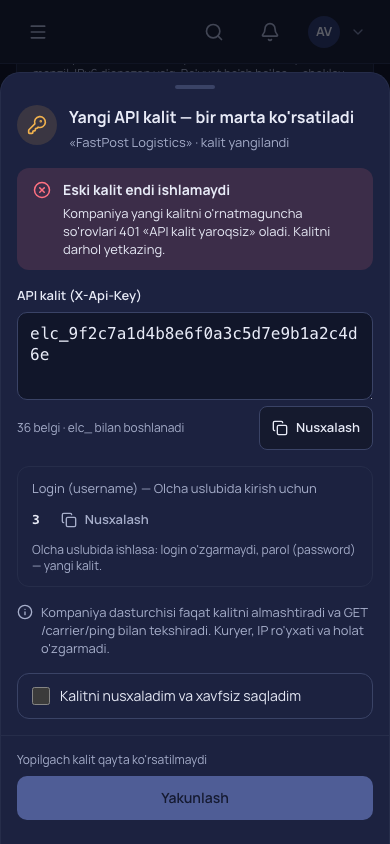 AV
Yangi API kalit — bir marta ko'rsatiladi
«FastPost Logistics» · kalit yangilandi
Eski kalit endi ishlamaydi
Kompaniya yangi kalitni o'rnatmaguncha
so'rovlari 401 «API kalit yaroqsiz» oladi. Kalitni
darhol yetkazing.
API kalit (X-Api-Key)
elc_9f2c7a1d4b8e6f0a3c5d7e9b1a2c4d
6e
36 belgi · elc_ bilan boshlanadi
Nusxalash
Login (username) — Olcha uslubida kirish uchun
3 Nusxalash
Olcha uslubida ishlasa: login o'zgarmaydi, parol (password)
— yangi kalit.
Kompaniya dasturchisi faqat kalitni almashtiradi va GET
/carrier/ping bilan tekshiradi. Kuryer, IP ro'yxati va holat
o'zgarmadi.
Kalitni nusxaladim va xavfsiz saqladim
Yopilgach kalit qayta ko'rsatilmaydi
Yakunlash